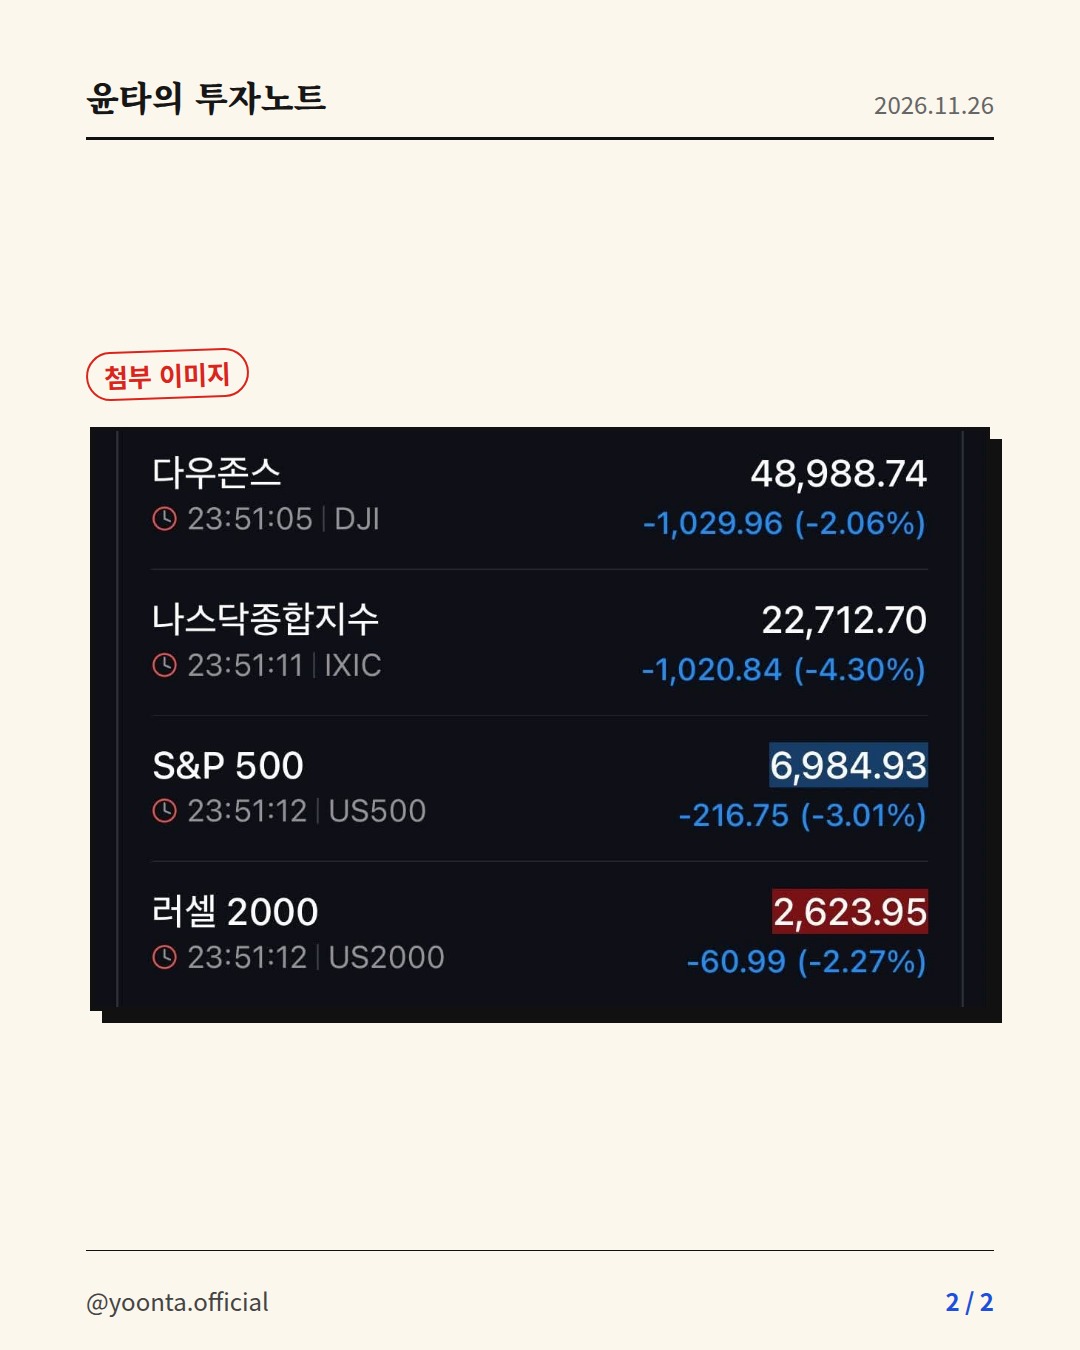 윤타의 투자노트
2026.11.26
첨부 이미지
다우존스 48,988.74
23:51:05 | DJI -1,029.96 (-2.06%)
나스닥종합지수 22,712.70
23:51:11 | IXIC -1,020.84 (-4.30%)
S&P 500 6,984.93
23:51:12 | US500 -216.75 (-3.01%)
러셀 2000 2,623.95
23:51:12 | US2000 -60.99 (-2.27%)
@yoonta.official
2 / 2